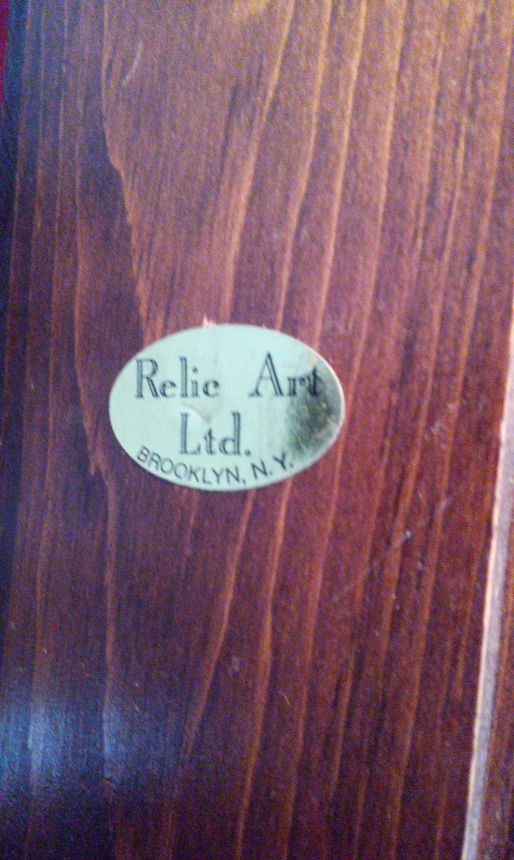 Relic Art
Ltd.
BROOKLYN, N.Y.